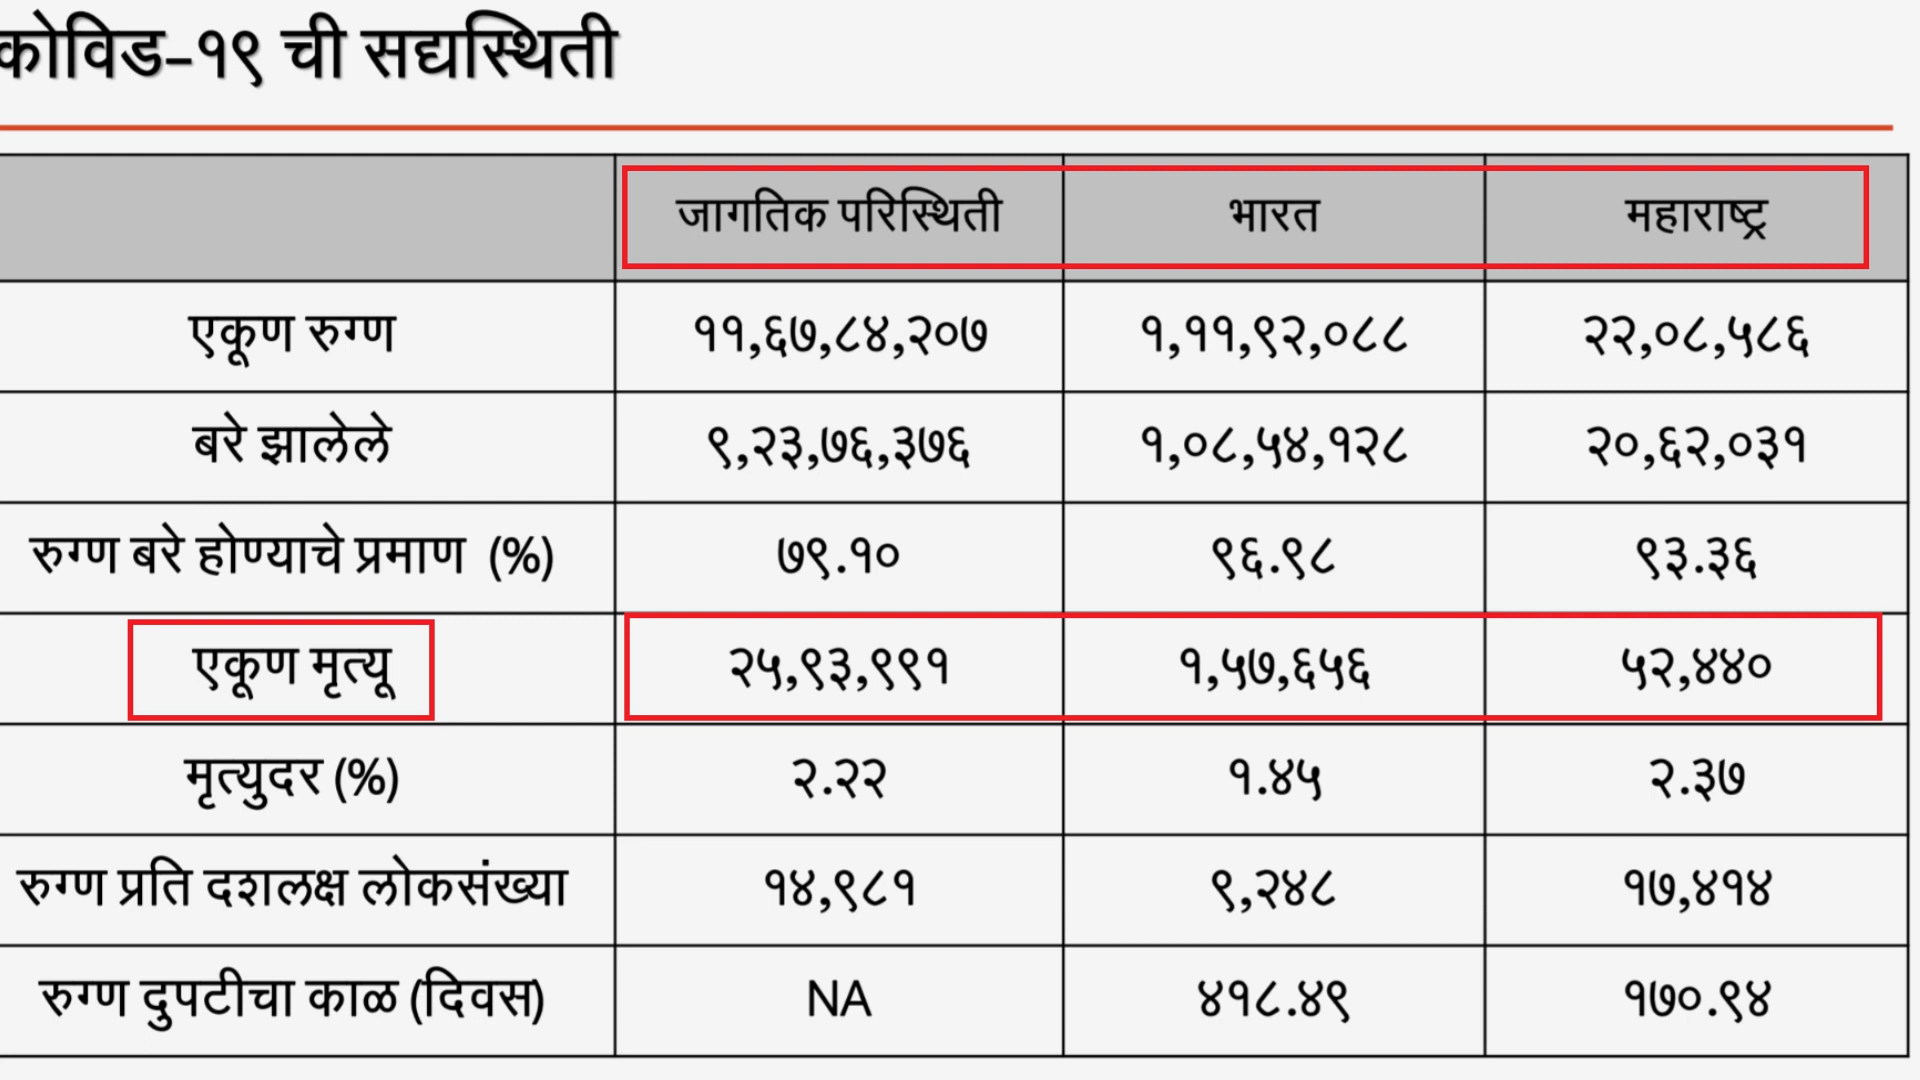 कोविड-१९ ची सद्यस्थिती
जागतिक परिस्थिती भारत महाराष्ट्र
एकूण रुग्ण ११,६७,८४,२०७ १,११,९२,०८८ २२,०८,५८६
बरे झालेले ९,२३,७६,३७६ १,०८,५४,१२८ २०,६२,०३१
रुग्ण बरे होण्याचे प्रमाण (%) ७९.१० ९६.९८ ९३.३६
एकूण मृत्यू २५,९३,९९१ १,५७,६५६ ५२,४४०
मृत्युदर (%) २.२२ १.४५ २.३७
रुग्ण प्रति दशलक्ष लोकसंख्या १४,९८१ ९,२४८ १७,४१४
रुग्ण दुपटीचा काळ (दिवस) NA ४१८.४९ १७०.९४